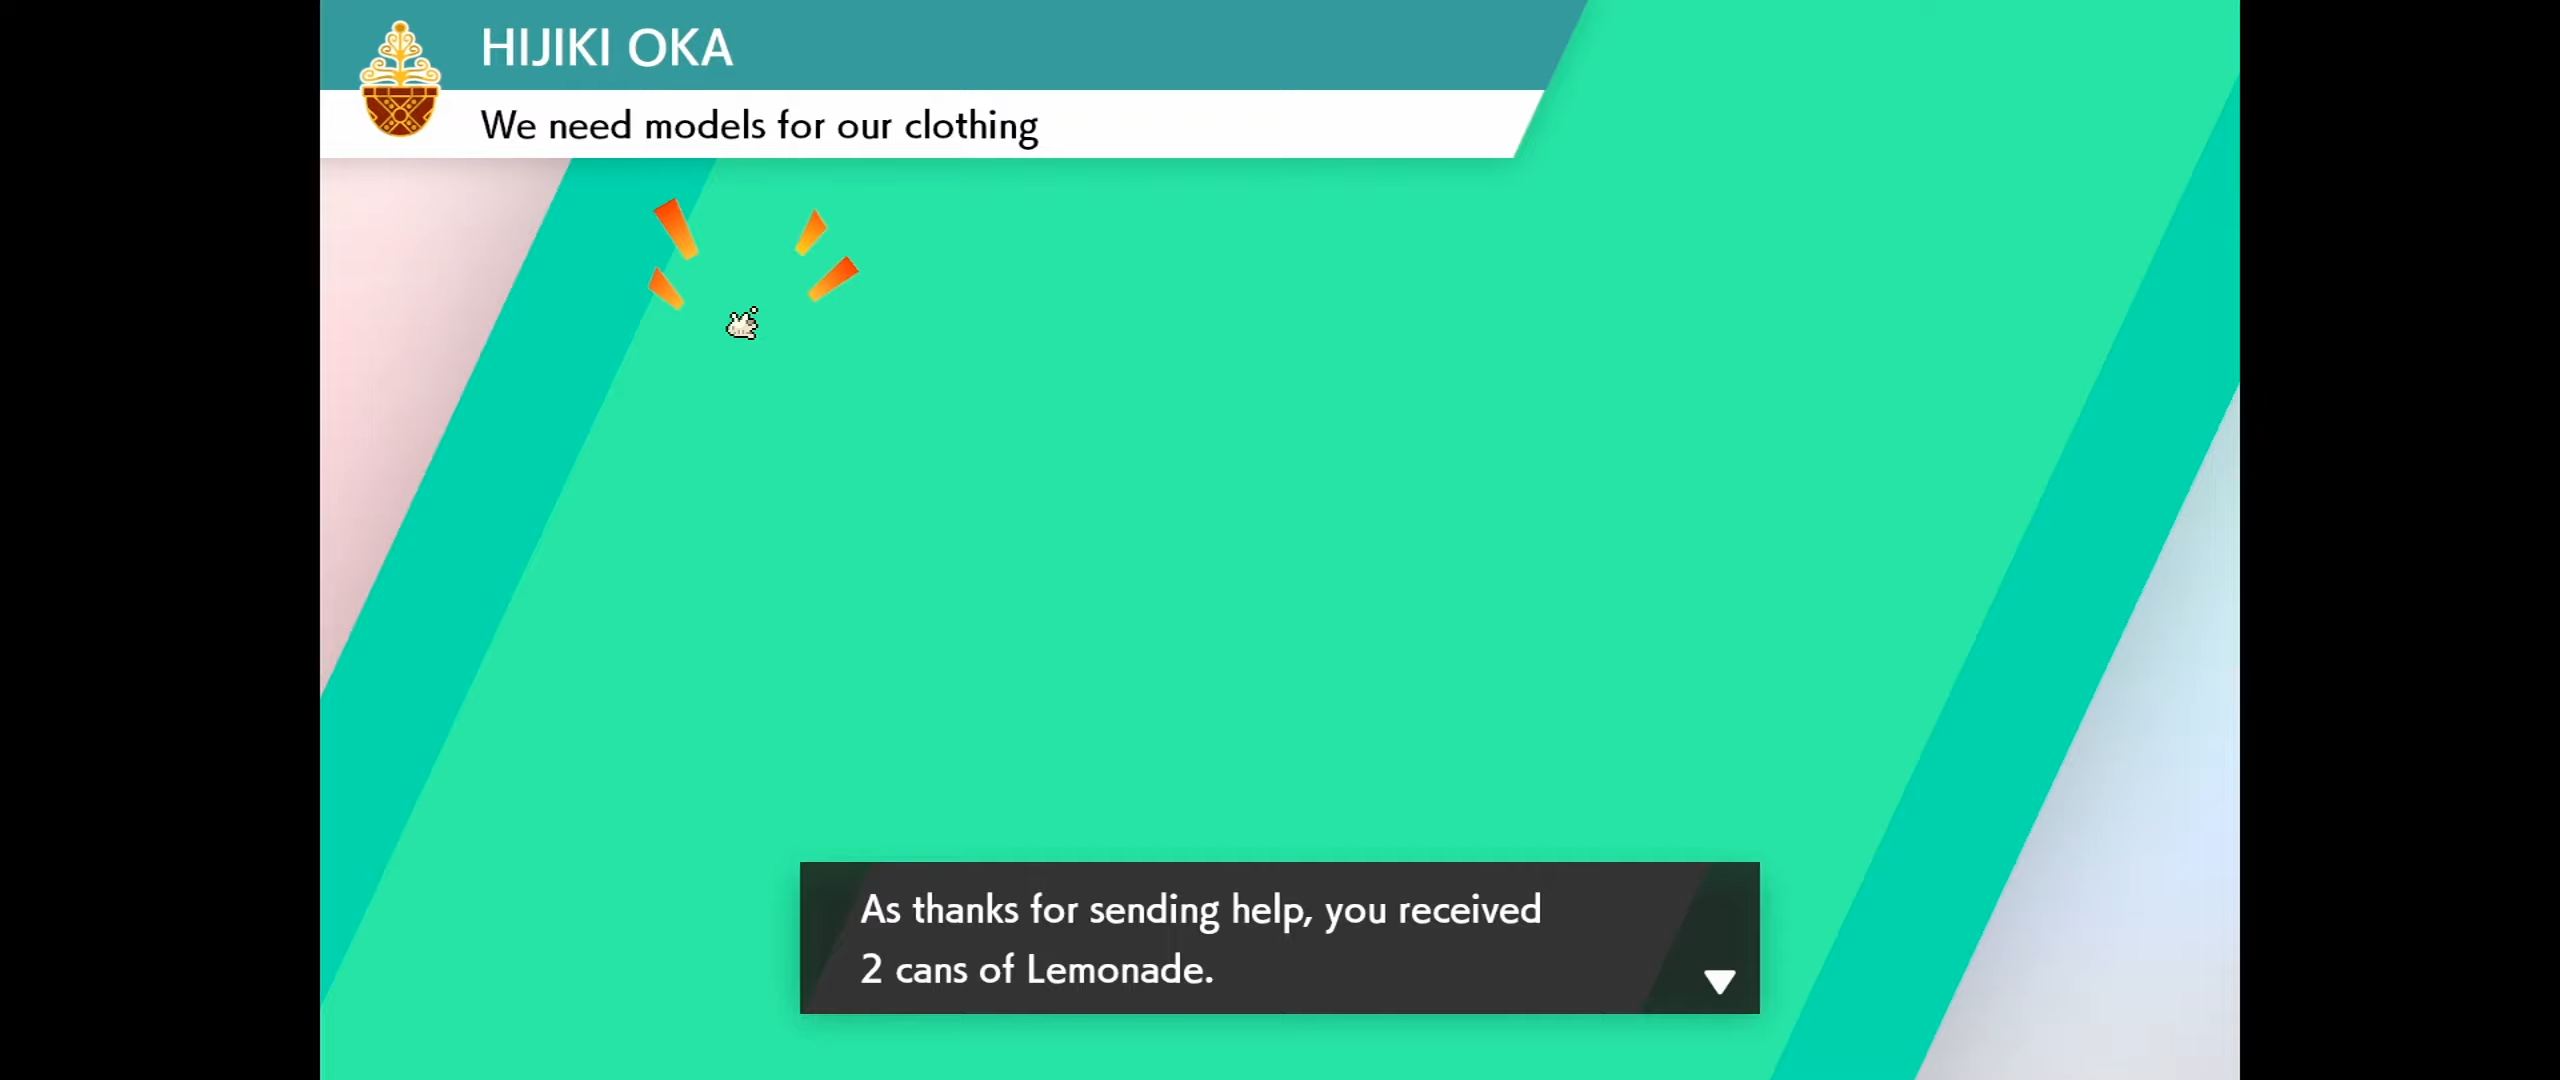 HIJIKI OKA
We need models for our clothing
As thanks for sending help, you received
2 cans of Lemonade.